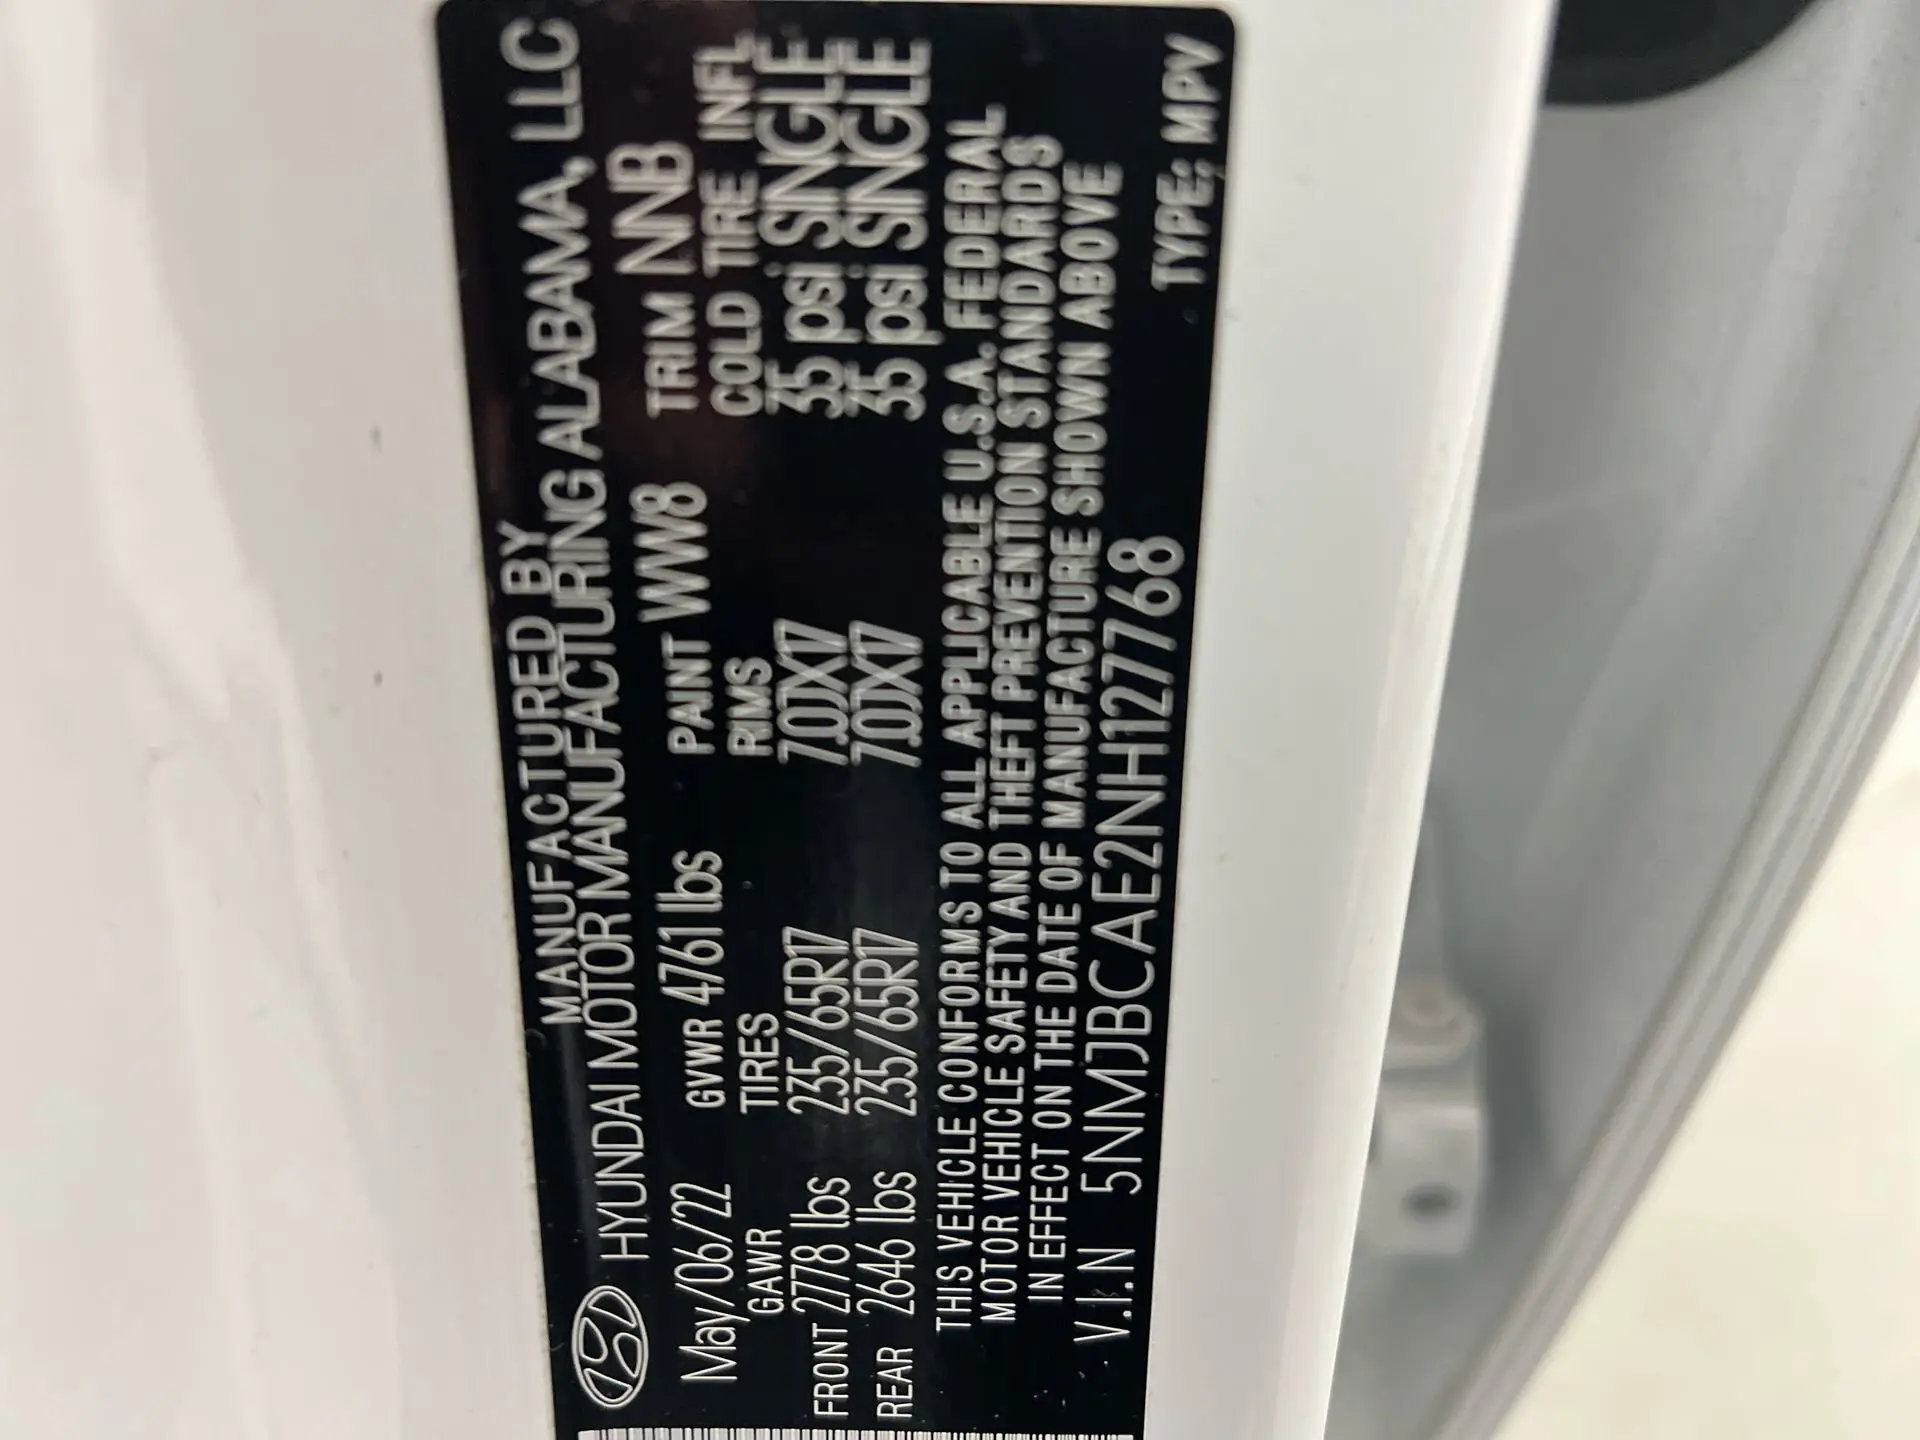 MANUFACTURED BY
HYUNDAI MOTOR MANUFACTURING ALABAMA, LLC
May/06/22 GVWR 4761 lbs PAINT WW8 TRIM NNB
GAWR TIRES RIMS COLD TIRE INFL
FRONT 2778 lbs 235/65R17 7.0JX17 35 psi SINGLE
REAR 2646 lbs 235/65R17 7.0JX17 35 psi SINGLE
THIS VEHICLE CONFORMS TO ALL APPLICABLE U.S.A. FEDERAL
MOTOR VEHICLE SAFETY AND THEFT PREVENTION STANDARDS
IN EFFECT ON THE DATE OF MANUFACTURE SHOWN ABOVE
V.I.N 5NMJBCAE2NH127768 TYPE: MPV